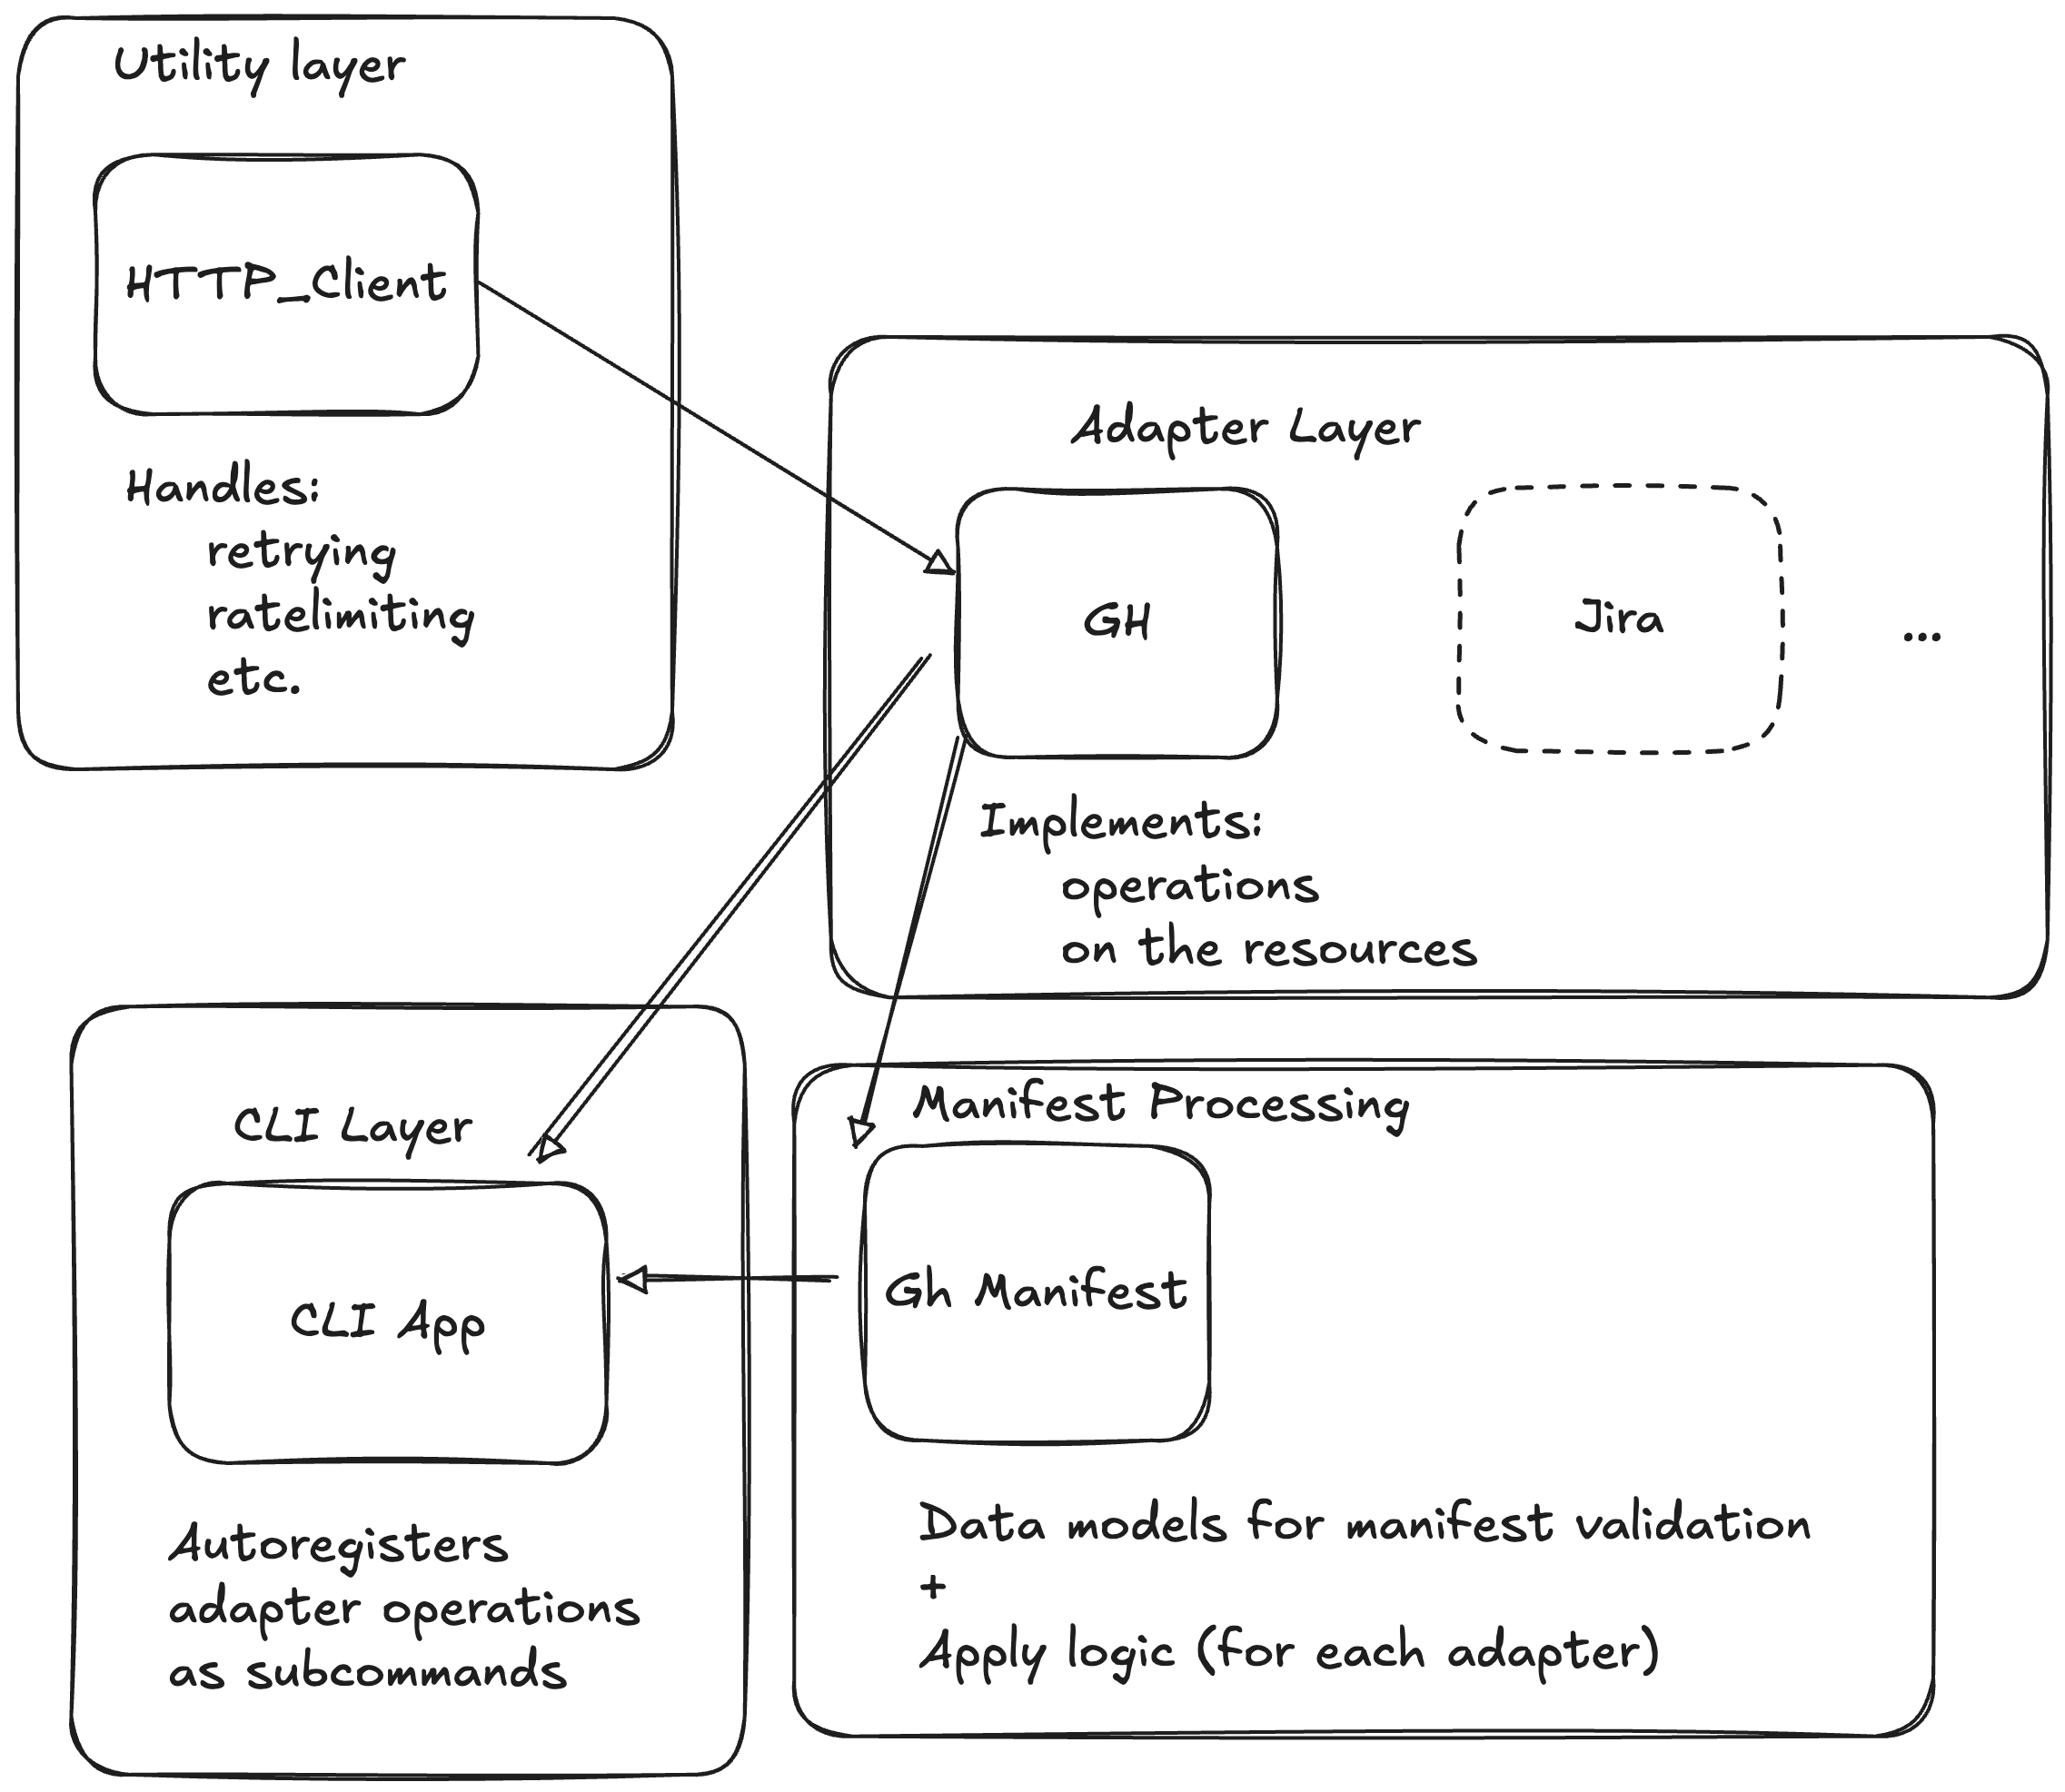 Utility layer
HTTP_Client
Handles:
retrying
ratelimiting
etc.
Adapter Layer
GH
Jira
...
Implements:
operations
on the resources
CLI Layer
CLI App
Autoregisters
adapter operations
as subcommands
Manifest Processing
Gh Manifest
Data models for manifest validation
+
Apply logic (for each adapter)